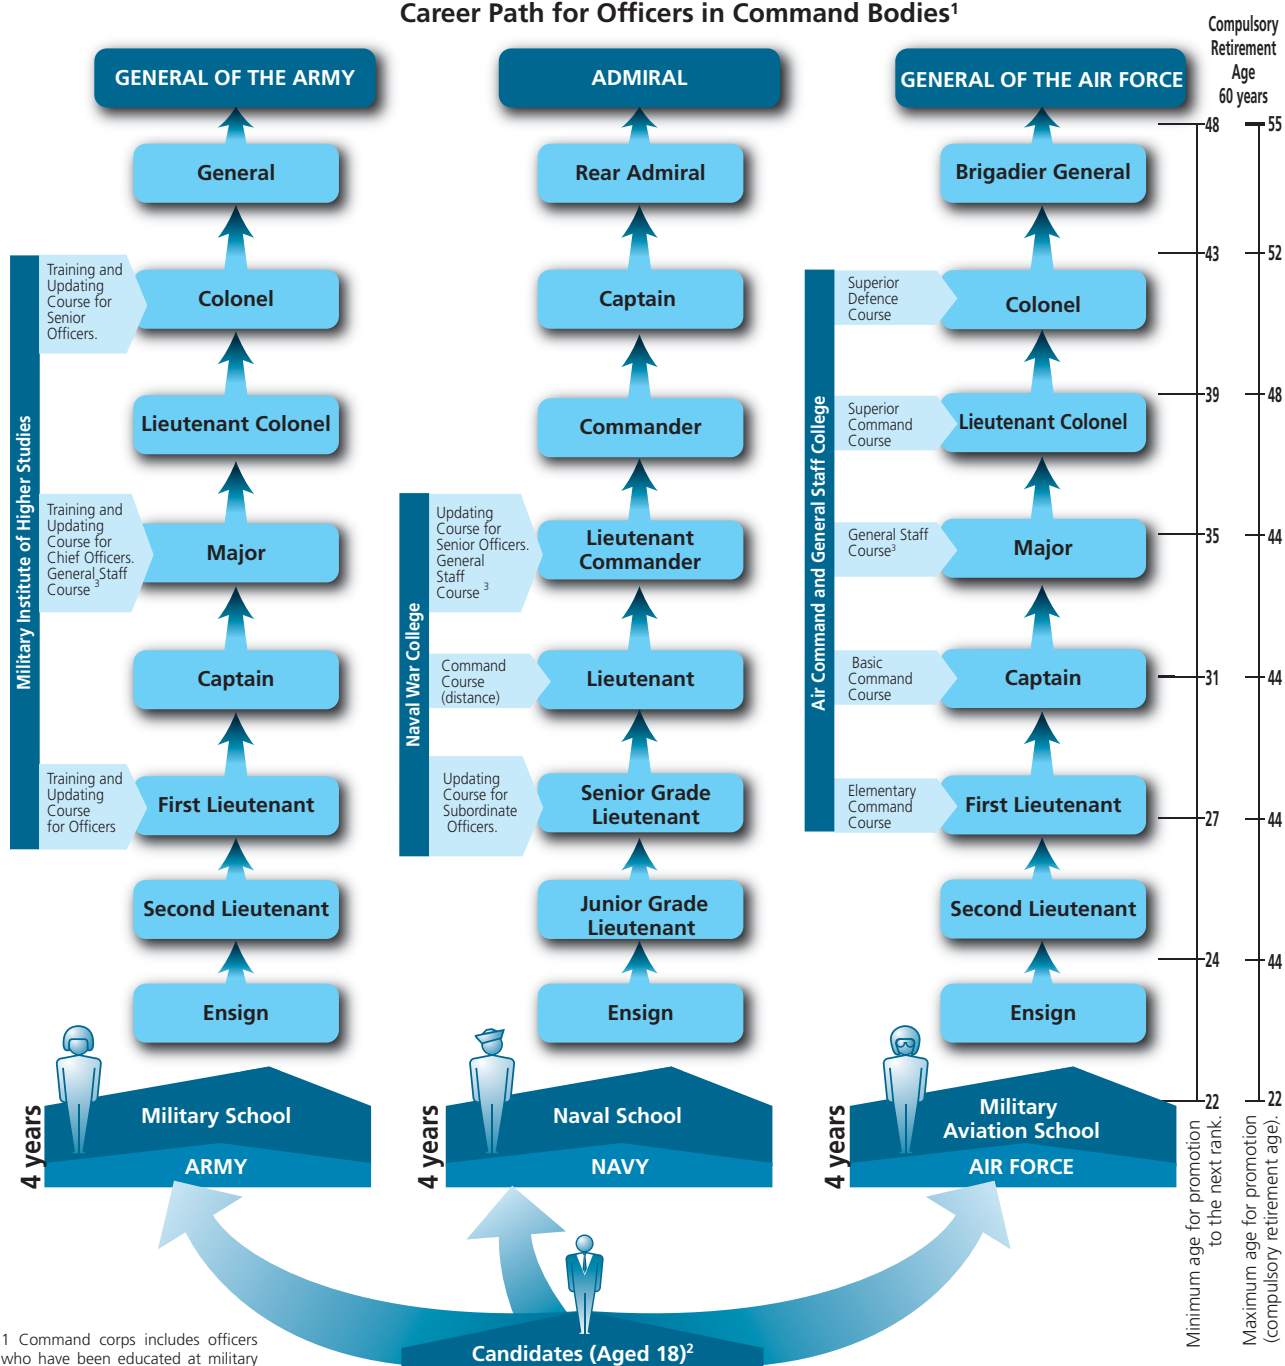 Career Path for Officers in Command Bodies¹
Compulsory
Retirement
Age
60 years
GENERAL OF THE ARMY
General
Colonel
Lieutenant Colonel
Major
Captain
First Lieutenant
Second Lieutenant
Ensign
Military Institute of Higher Studies
Training and
Updating
Course for
Senior
Officers.
Training and
Updating
Course for
Chief Officers.
General Staff
Course ³
Training and
Updating
Course
for Officers
4 years
Military School
ARMY
ADMIRAL
Rear Admiral
Captain
Commander
Lieutenant
Commander
Lieutenant
Senior Grade
Lieutenant
Junior Grade
Lieutenant
Ensign
Naval War College
Updating
Course for
Senior Officers.
General
Staff
Course ³
Command
Course
(distance)
Updating
Course for
Subordinate
Officers.
4 years
Naval School
NAVY
GENERAL OF THE AIR FORCE
Brigadier General
Colonel
Lieutenant Colonel
Major
Captain
First Lieutenant
Second Lieutenant
Ensign
Air Command and General Staff College
Superior
Defence
Course
Superior
Command
Course
General Staff
Course³
Basic
Command
Course
Elementary
Command
Course
4 years
Military
Aviation School
AIR FORCE
48 55
43 52
39 48
35 44
31 44
27 44
24 44
22 22
Minimum age for promotion
to the next rank.
Maximum age for promotion
(compulsory retirement age).
Candidates (Aged 18)²
1 Command corps includes officers
who have been educated at military